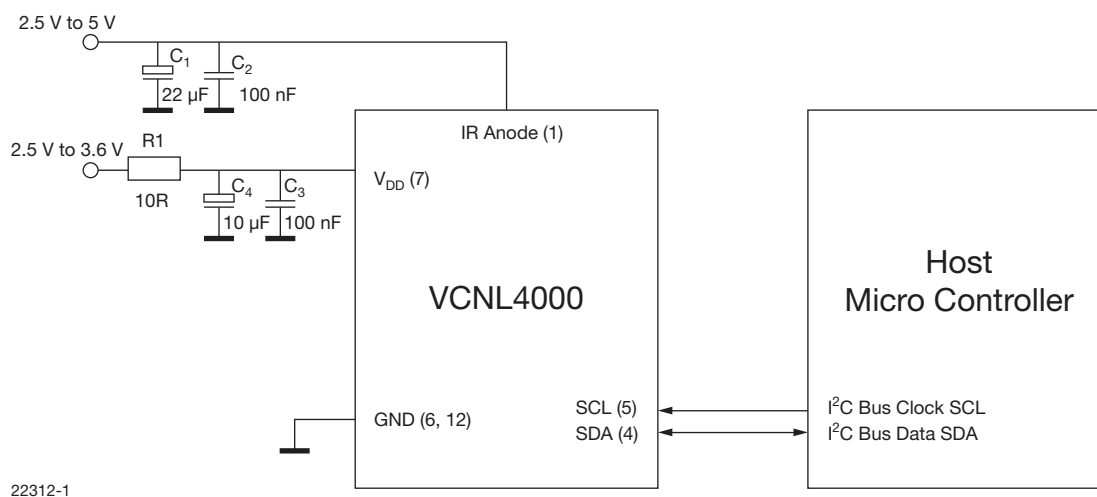 2.5 V to 5 V
C1
22 µF
C2
100 nF
IR Anode (1)
2.5 V to 3.6 V
R1
10R
C4
10 µF
C3
100 nF
VDD (7)
VCNL4000
Host
Micro Controller
GND (6, 12)
SCL (5)
SDA (4)
I2C Bus Clock SCL
I2C Bus Data SDA
22312-1